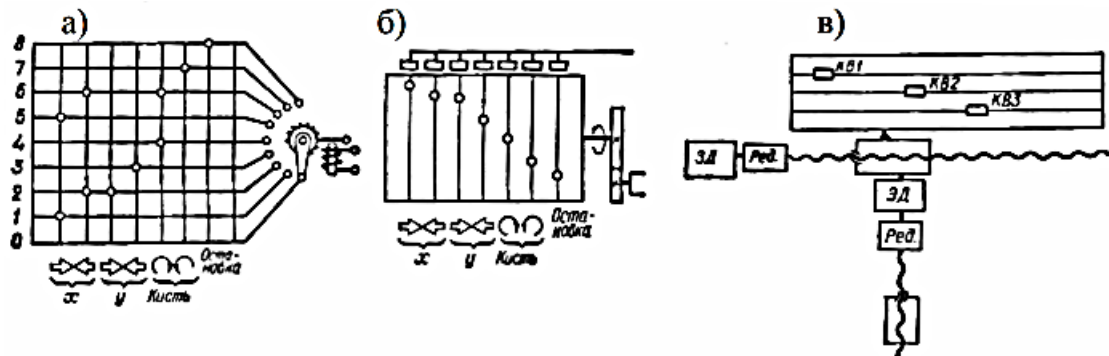 а)
8
7
6
5
4
3
2
1
0
x
y
Кисть
Оста-
новка
б)
x
y
Кисть
Оста-
новка
в)
КВ1
КВ2
КВ3
ЭД
Ред.
ЭД
Ред.